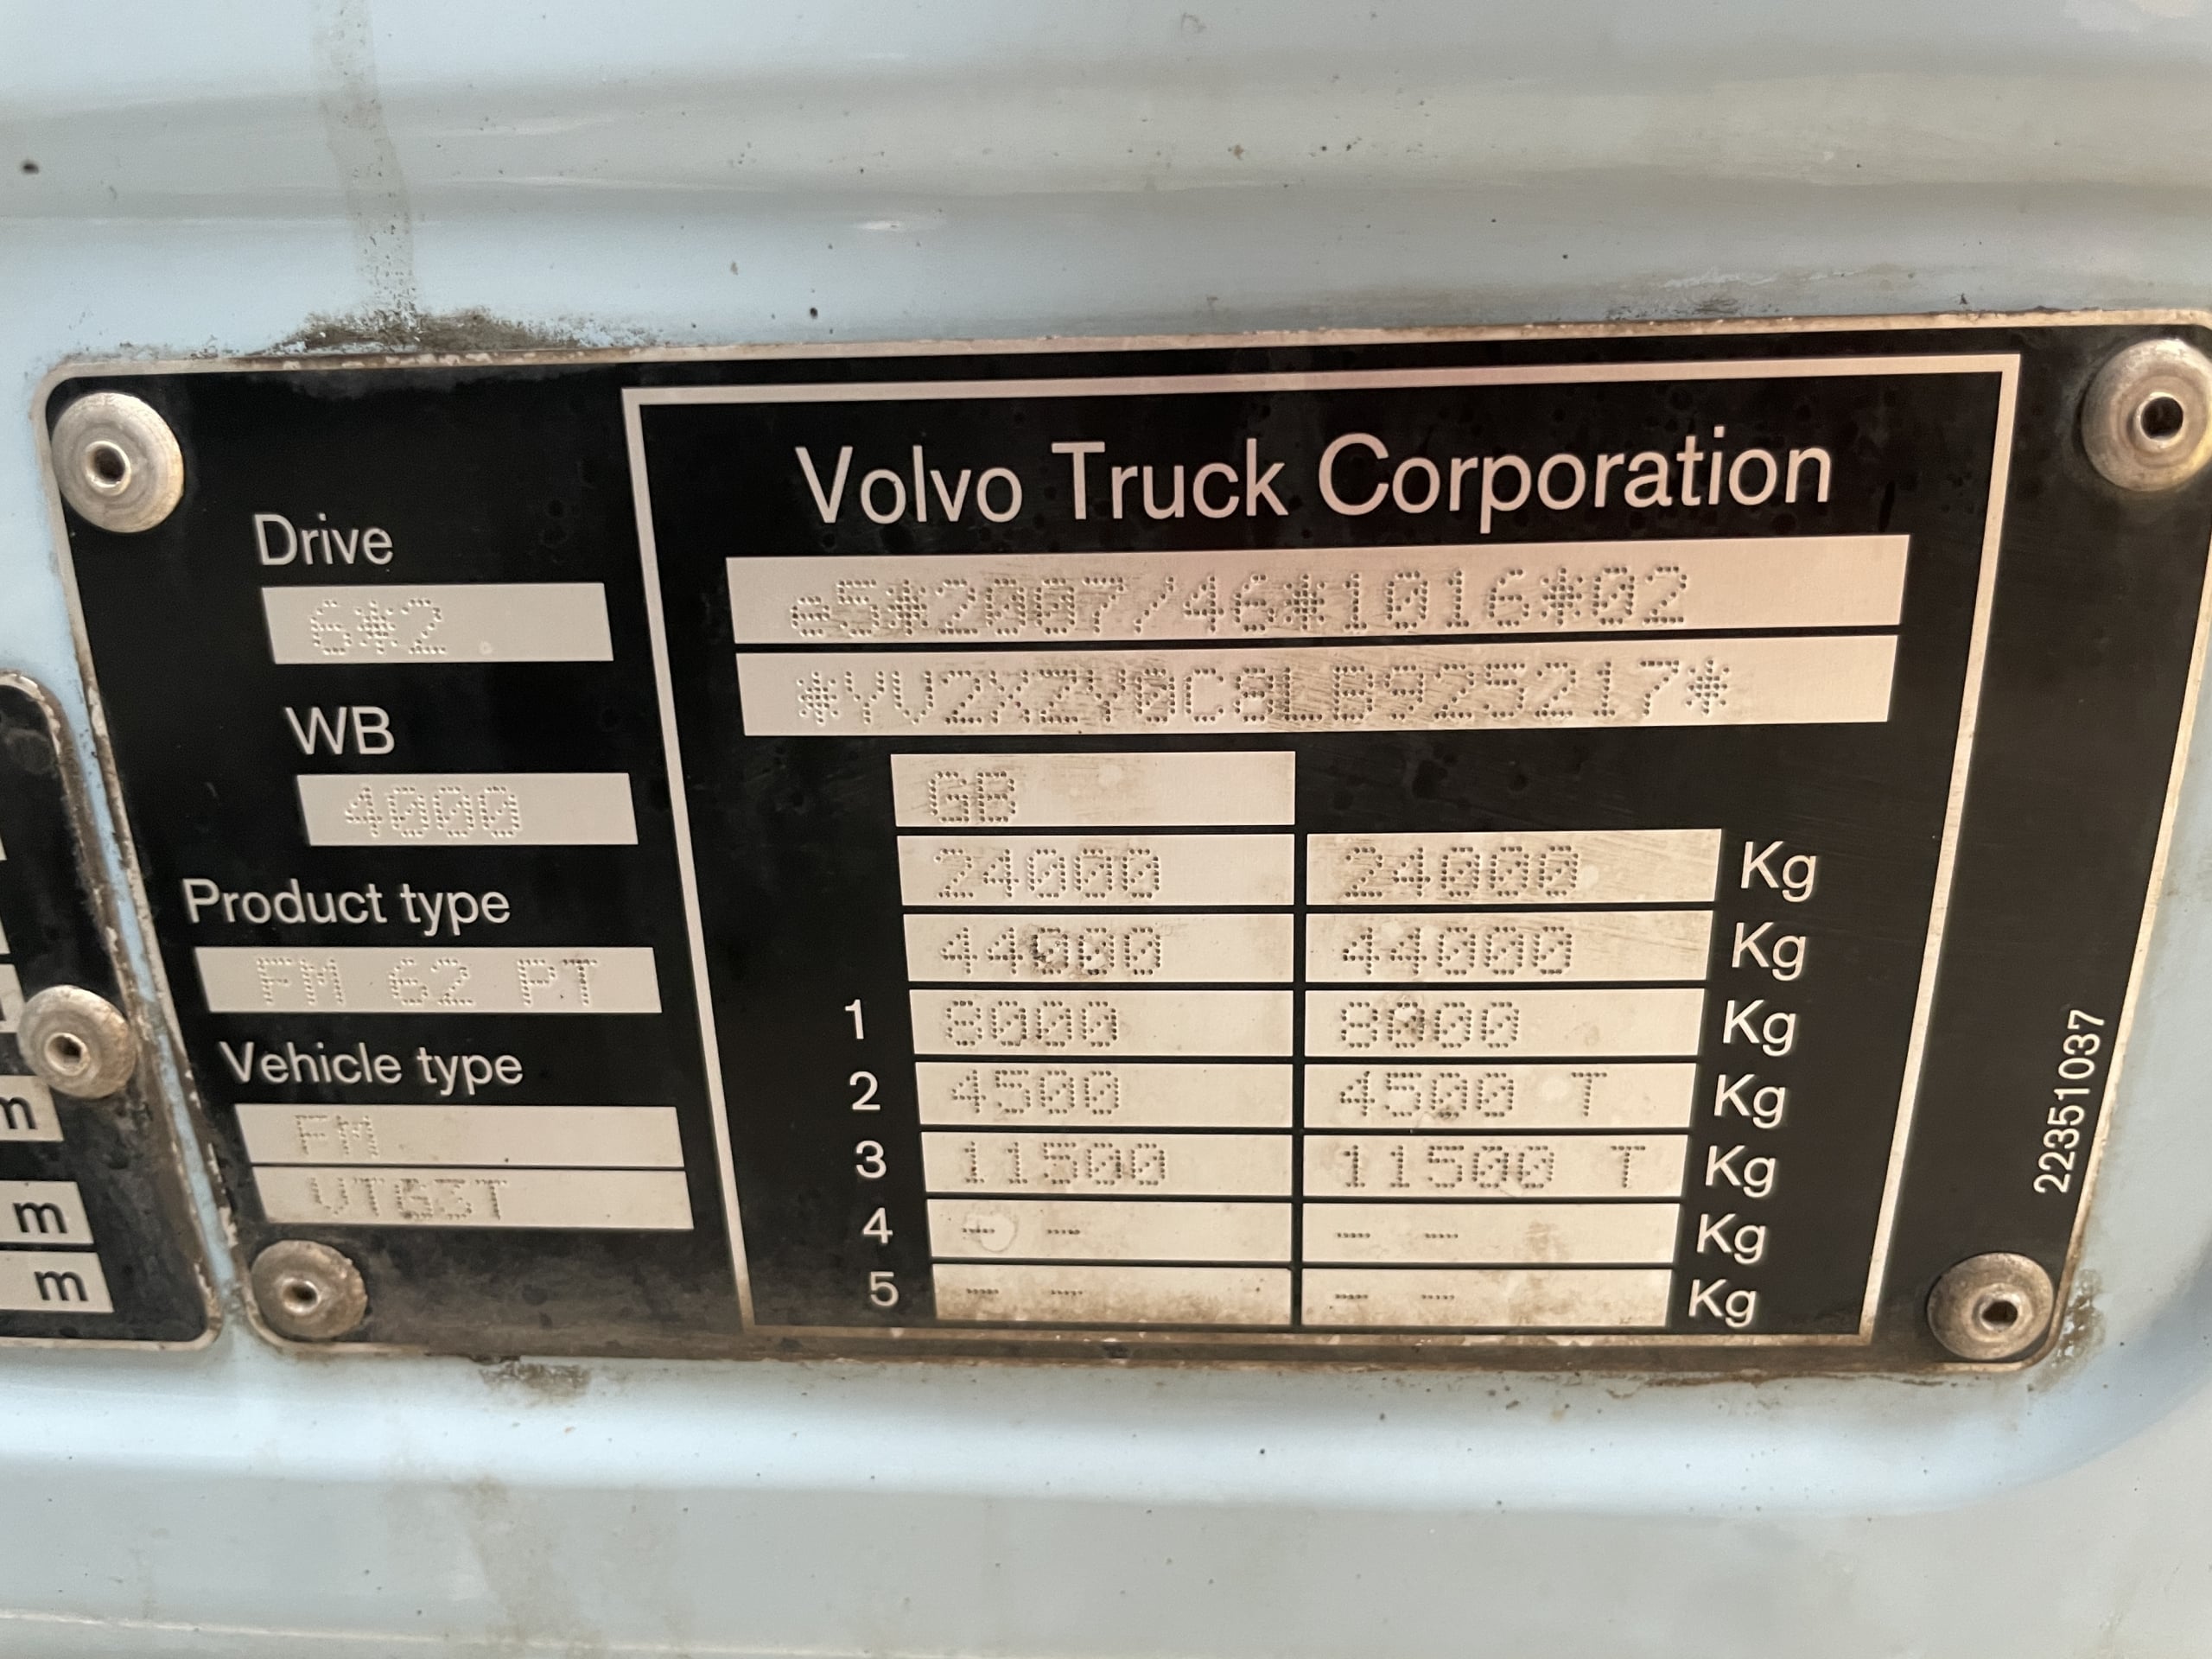 Volvo Truck Corporation
e5*2007/46*1016*02
*YV2XZY0C8LB925217*
GB
24000 24000 Kg
44000 44000 Kg
1 8000 8000 Kg
2 4500 4500 T Kg
3 11500 11500 T Kg
4 -- -- -- -- Kg
5 -- -- -- -- Kg
Drive
6*2
WB
4000
Product type
FM 62 PT
Vehicle type
FM
VT63T
22351037
m
m
m